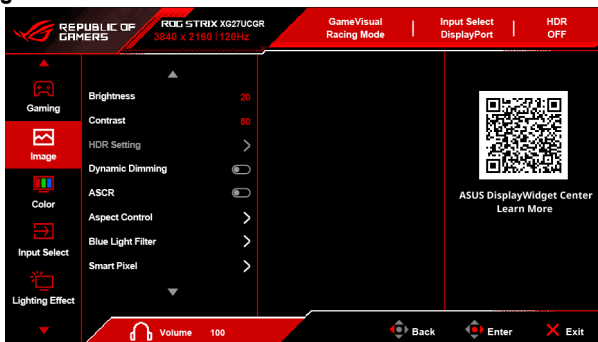 g
REPUBLIC OF
GAMERS
ROG STRIX XG27UCGR
3840 x 2160 | 120Hz
GameVisual
Racing Mode
Input Select
DisplayPort
HDR
OFF
Gaming
Image
Color
Input Select
Lighting Effect
Brightness 20
Contrast 80
HDR Setting
Dynamic Dimming
ASCR
Aspect Control
Blue Light Filter
Smart Pixel
ASUS DisplayWidget Center
Learn More
Volume 100
Back
Enter
Exit